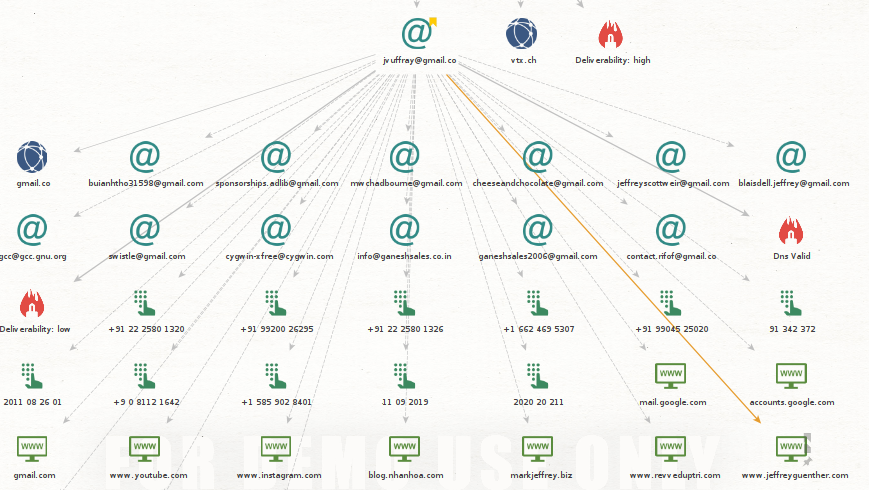 jvuffray@gmail.co vtx.ch Deliverability: high
gmail.co buianhtho31598@gmail.com sponsorships.adlib@gmail.com mwchadbourne@gmail.com cheeseandchocolate@gmail.com jeffreyscottwein@gmail.com blaisdell.jeffrey@gmail.com
gcc@gcc.gnu.org swistle@gmail.com cygwin-xfree@cygwin.com info@ganeshsales.co.in ganeshsales2006@gmail.com contact.rifof@gmail.co Dns Valid
Deliverability: low +91 22 2580 1320 +91 99200 26295 +91 22 2580 1326 +1 662 469 5307 +91 99045 25020 91 342 372
2011 08 26 01 +9 0 8112 1642 +1 585 902 8401 11 09 2019 2020 20 211 mail.google.com accounts.google.com
WWW WWW
WWW WWW WWW WWW WWW WWW WWW
gmail.com www.youtube.com www.instagram.com blog.nhanhoa.com markjeffrey.biz www.revveduptri.com www.jeffreyguenther.com
FOR DEMO USE ONLY